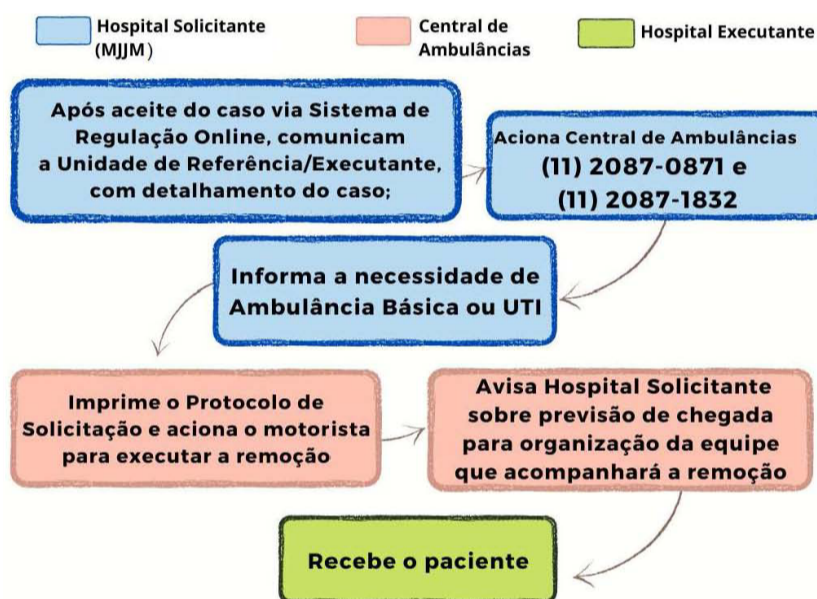 Hospital Solicitante
(MJJM)
Central de
Ambulâncias
Hospital Executante
Após aceite do caso via Sistema de
Regulação Online, comunicam
a Unidade de Referência/Executante,
com detalhamento do caso;
Aciona Central de Ambulâncias
(11) 2087-0871 e
(11) 2087-1832
Informa a necessidade de
Ambulância Básica ou UTI
Imprime o Protocolo de
Solicitação e aciona o motorista
para executar a remoção
Avisa Hospital Solicitante
sobre previsão de chegada
para organização da equipe
que acompanhará a remoção
Recebe o paciente